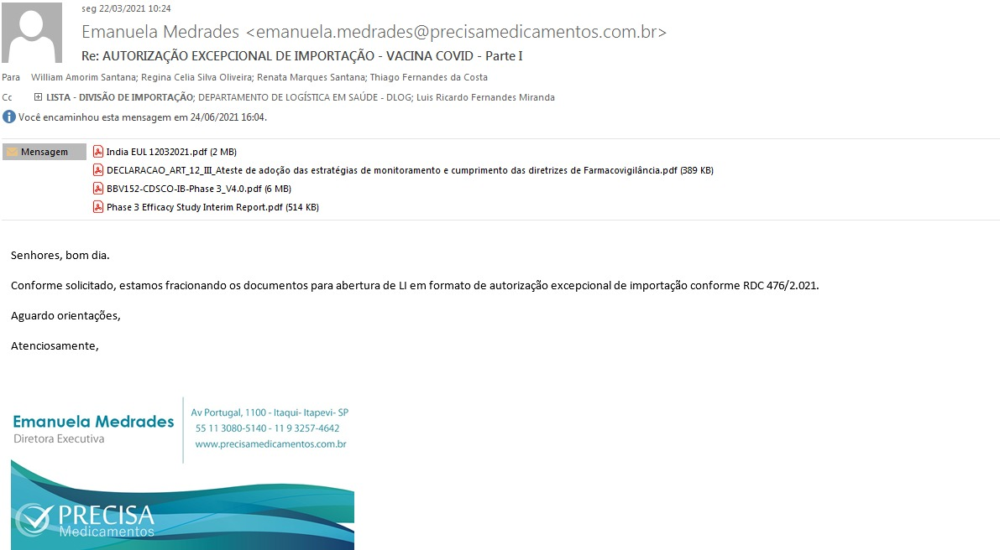 seg 22/03/2021 10:24
Emanuela Medrades <emanuela.medrades@precisamedicamentos.com.br>
Re: AUTORIZAÇÃO EXCEPCIONAL DE IMPORTAÇÃO - VACINA COVID - Parte I
Para William Amorim Santana; Regina Celia Silva Oliveira; Renata Marques Santana; Thiago Fernandes da Costa
Cc LISTA - DIVISÃO DE IMPORTAÇÃO; DEPARTAMENTO DE LOGÍSTICA EM SAÚDE - DLOG; Luis Ricardo Fernandes Miranda
Você encaminhou esta mensagem em 24/06/2021 16:04.
Mensagem India EUL 12032021.pdf (2 MB)
DECLARACAO_ART_12_III_Ateste de adoção das estratégias de monitoramento e cumprimento das diretrizes de Farmacovigilância.pdf (389 KB)
BBV152-CDSCO-IB-Phase 3_V4.0.pdf (6 MB)
Phase 3 Efficacy Study Interim Report.pdf (514 KB)
Senhores, bom dia.
Conforme solicitado, estamos fracionando os documentos para abertura de LI em formato de autorização excepcional de importação conforme RDC 476/2.021.
Aguardo orientações,
Atenciosamente,
Emanuela Medrades
Diretora Executiva
Av Portugal, 1100 - Itaqui- Itapevi- SP
55 11 3080-5140 - 11 9 3257-4642
www.precisamedicamentos.com.br
PRECISA
Medicamentos